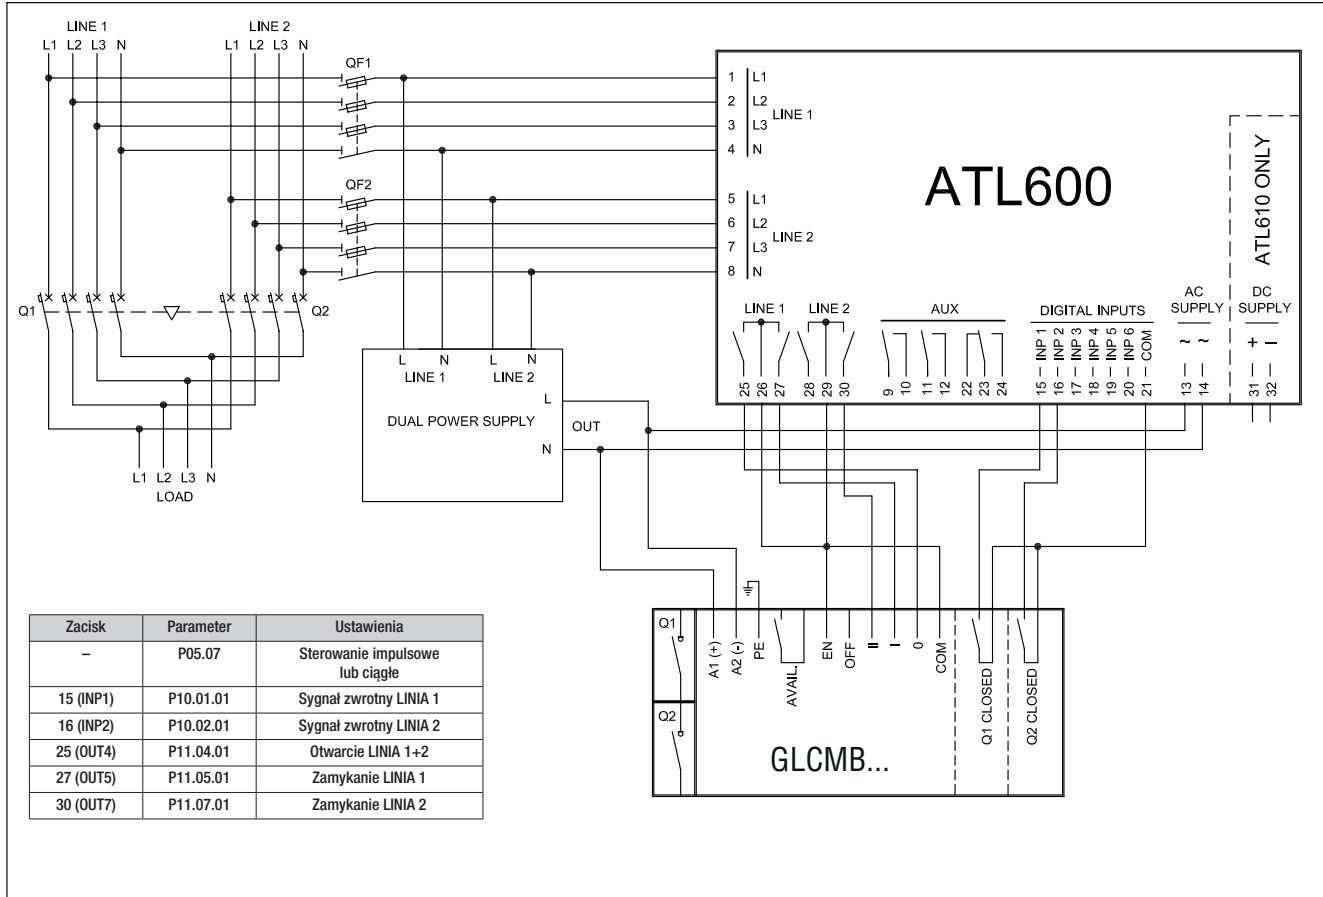 LINE 1
L1 L2 L3 N
LINE 2
L1 L2 L3 N
QF1
QF2
Q1
Q2
L1 L2 L3 N
LOAD
1 L1
2 L2
3 L3
4 N
LINE 1
5 L1
6 L2
7 L3
8 N
LINE 2
ATL600
ATL610 ONLY
LINE 1
25 26 27
LINE 2
28 29 30
AUX
9 10 11 12 22 23 24
DIGITAL INPUTS
15 – INP 1
16 – INP 2
17 – INP 3
18 – INP 4
19 – INP 5
20 – INP 6
21 – COM
AC
SUPPLY
13 – ~
14 – ~
DC
SUPPLY
31 – +
32 – –
L N L N
LINE 1 LINE 2
DUAL POWER SUPPLY
L
OUT
N
Q1
Q2
A1 (+)
A2 (-)
PE
AVAIL.
EN
OFF
II
I
0
COM
Q1 CLOSED
Q2 CLOSED
GLCMB...
Zacisk Parameter Ustawienia
– P05.07 Sterowanie impulsowe
lub ciągłe
15 (INP1) P10.01.01 Sygnał zwrotny LINIA 1
16 (INP2) P10.02.01 Sygnał zwrotny LINIA 2
25 (OUT4) P11.04.01 Otwarcie LINIA 1+2
27 (OUT5) P11.05.01 Zamykanie LINIA 1
30 (OUT7) P11.07.01 Zamykanie LINIA 2